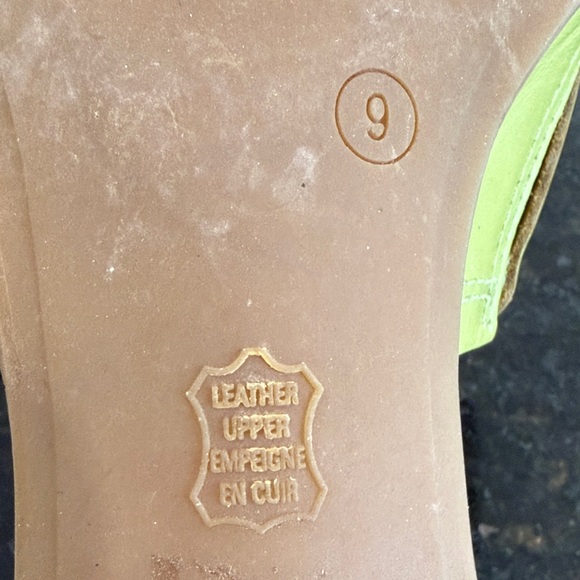 9
LEATHER
UPPER
EMPEIGNE
EN CUIR